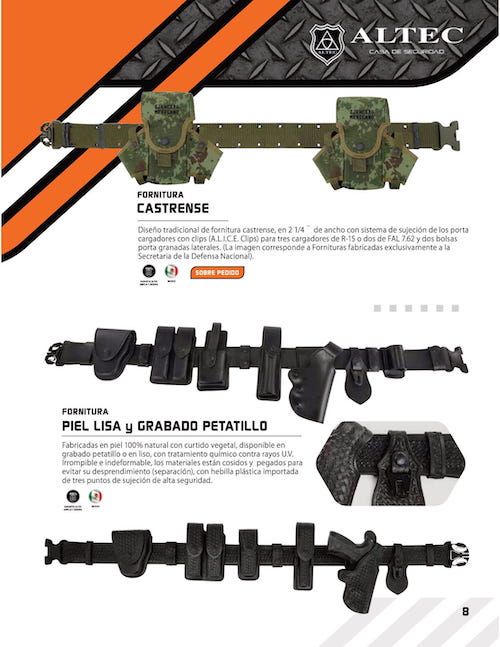 ALTEC
CASA DE SEGURIDAD
ALTEC
EJERCITO
MEXICANO
EJERCITO
MEXICANO
FORNITURA
CASTRENSE
Diseño tradicional de fornitura castrense, en 2 1/4 ¨ de ancho con sistema de sujeción de los porta
cargadores con clips (A.L.I.C.E. Clips) para tres cargadores de R-15 o dos de FAL 7.62 y dos bolsas
porta granadas laterales. (La imagen corresponde a Fornituras fabricadas exclusivamente a la
Secretaria de la Defensa Nacional).
SOBRE PEDIDO
FORNITURA
PIEL LISA y GRABADO PETATILLO
Fabricadas en piel 100% natural con curtido vegetal, disponible en
grabado petatillo o en liso, con tratamiento químico contra rayos U.V.
Irrompible e indeformable, los materiales están cosidos y pegados para
evitar su desprendimiento (separación), con hebilla plástica importada
de tres puntos de sujeción de alta seguridad.
8